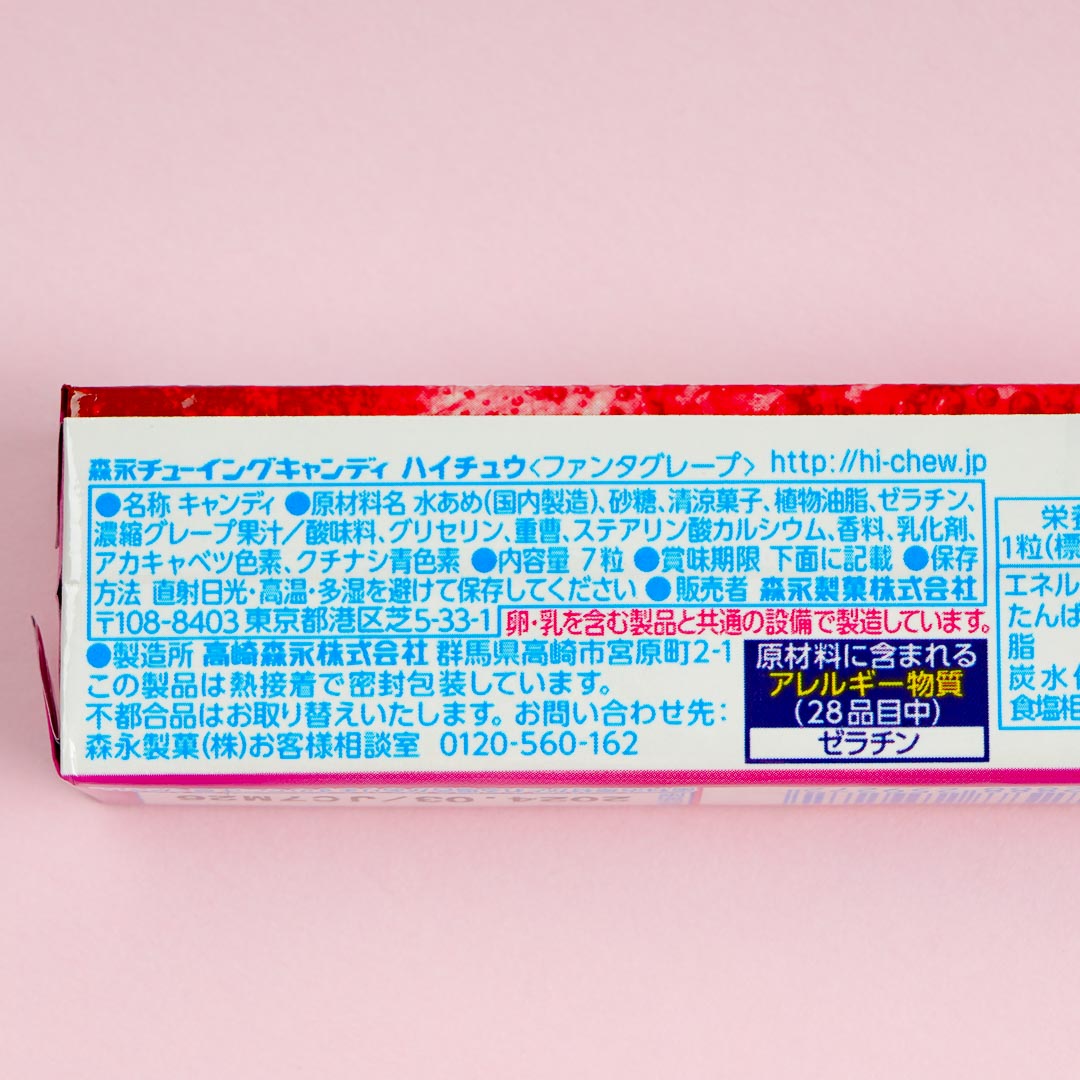 森永チューイングキャンディ ハイチュウ〈ファンタグレープ〉 http://hi-chew.jp
●名称 キャンディ ●原材料名 水あめ(国内製造)、砂糖、清涼菓子、植物油脂、ゼラチン、
濃縮グレープ果汁／酸味料、グリセリン、重曹、ステアリン酸カルシウム、香料、乳化剤、
アカキャベツ色素、クチナシ青色素 ●内容量 7粒 ●賞味期限 下面に記載 ●保存
方法 直射日光・高温・多湿を避けて保存してください ●販売者 森永製菓株式会社
〒108-8403 東京都港区芝5-33-1
卵・乳を含む製品と共通の設備で製造しています。
●製造所 高崎森永株式会社 群馬県高崎市宮原町2-1
この製品は熱接着で密封包装しています。
不都合品はお取り替えいたします。お問い合わせ先：
森永製菓(株)お客様相談室 0120-560-162
原材料に含まれる
アレルギー物質
(28品目中)
ゼラチン
栄養
1粒(標
エネル
たんぱ
脂
炭水
食塩相
2024.03/JC7M26